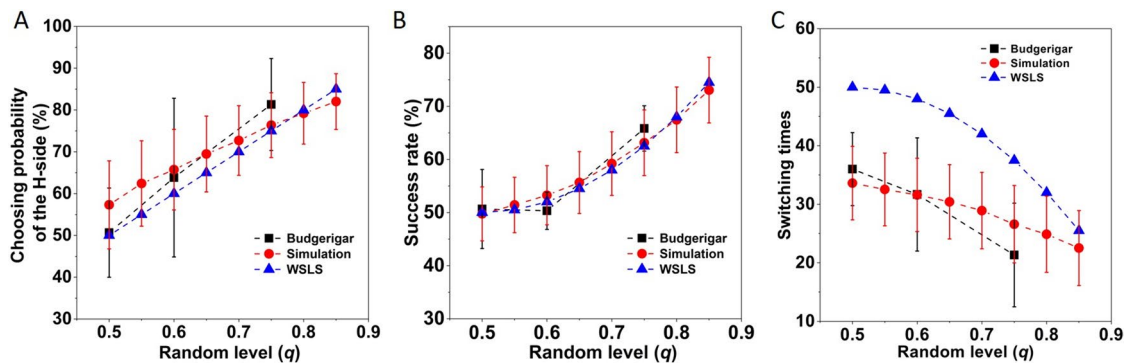 A
Choosing probability
of the H-side (%)
100
90
80
70
60
50
40
30
Budgerigar
Simulation
WSLS
0.5 0.6 0.7 0.8 0.9
Random level (q)
B
Success rate (%)
80
70
60
50
40
30
Budgerigar
Simulation
WSLS
0.5 0.6 0.7 0.8 0.9
Random level (q)
C
Switching times
60
50
40
30
20
10
Budgerigar
Simulation
WSLS
0.5 0.6 0.7 0.8 0.9
Random level (q)